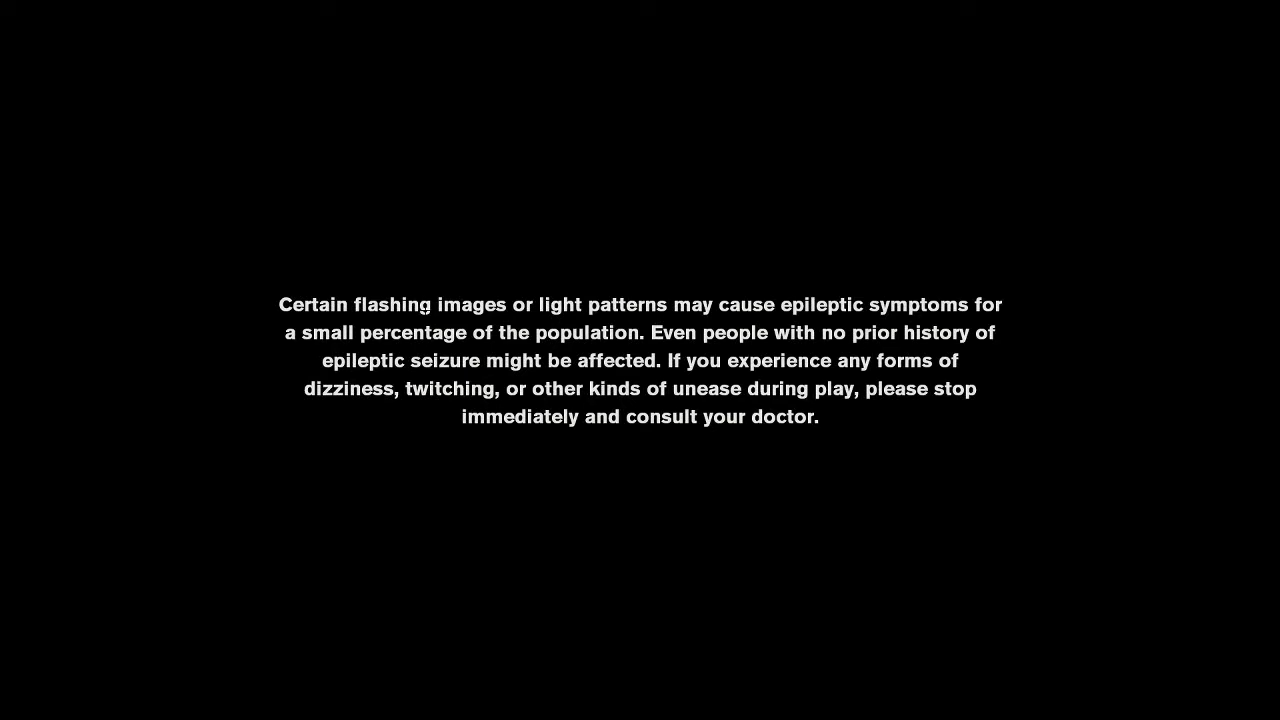 Certain flashing images or light patterns may cause epileptic symptoms for
a small percentage of the population. Even people with no prior history of
epileptic seizure might be affected. If you experience any forms of
dizziness, twitching, or other kinds of unease during play, please stop
immediately and consult your doctor.